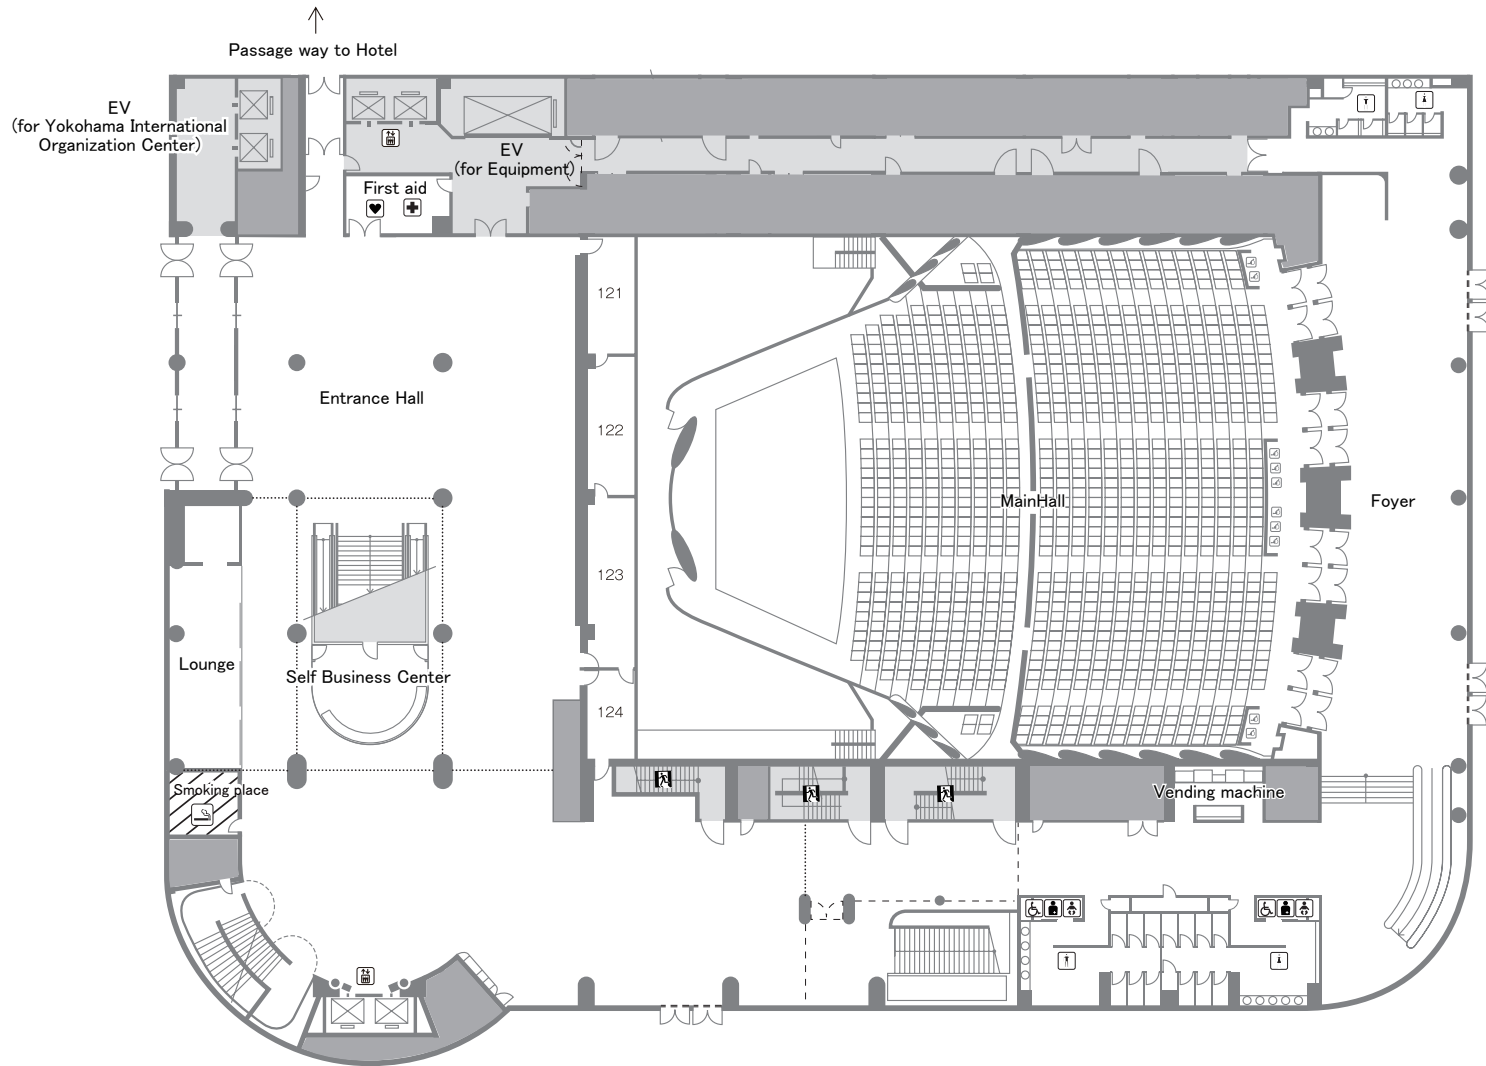 Passage way to Hotel
EV
(for Yokohama International
Organization Center)
EV
(for Equipment)
First aid
121
Entrance Hall
122
MainHall
Foyer
123
Lounge
Self Business Center
124
Smoking place
Vending machine